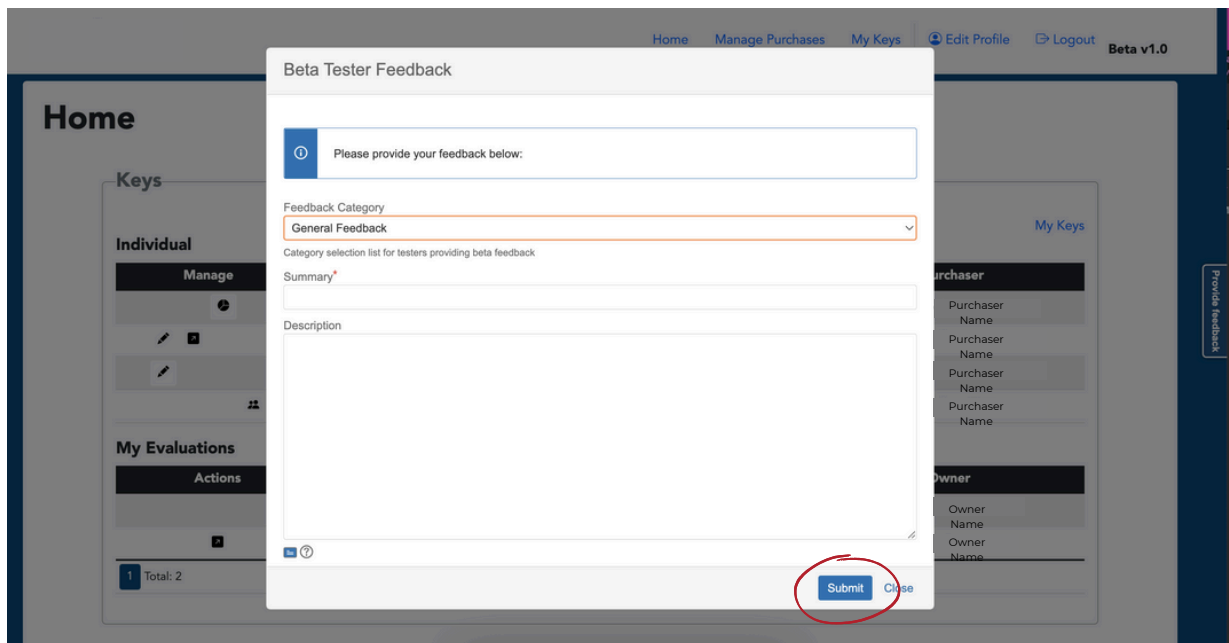 Home Manage Purchases My Keys Edit Profile Logout Beta v1.0
Beta Tester Feedback
Home
Please provide your feedback below:
Keys
Feedback Category
General Feedback
My Keys
Individual
Category selection list for testers providing beta feedback
Manage
urchaser
Summary*
Purchaser
Name
Description
Purchaser
Name
Purchaser
Name
Purchaser
Name
Provide feedback
My Evaluations
Actions
Owner
Owner
Name
Owner
Name
1 Total: 2
Submit Close